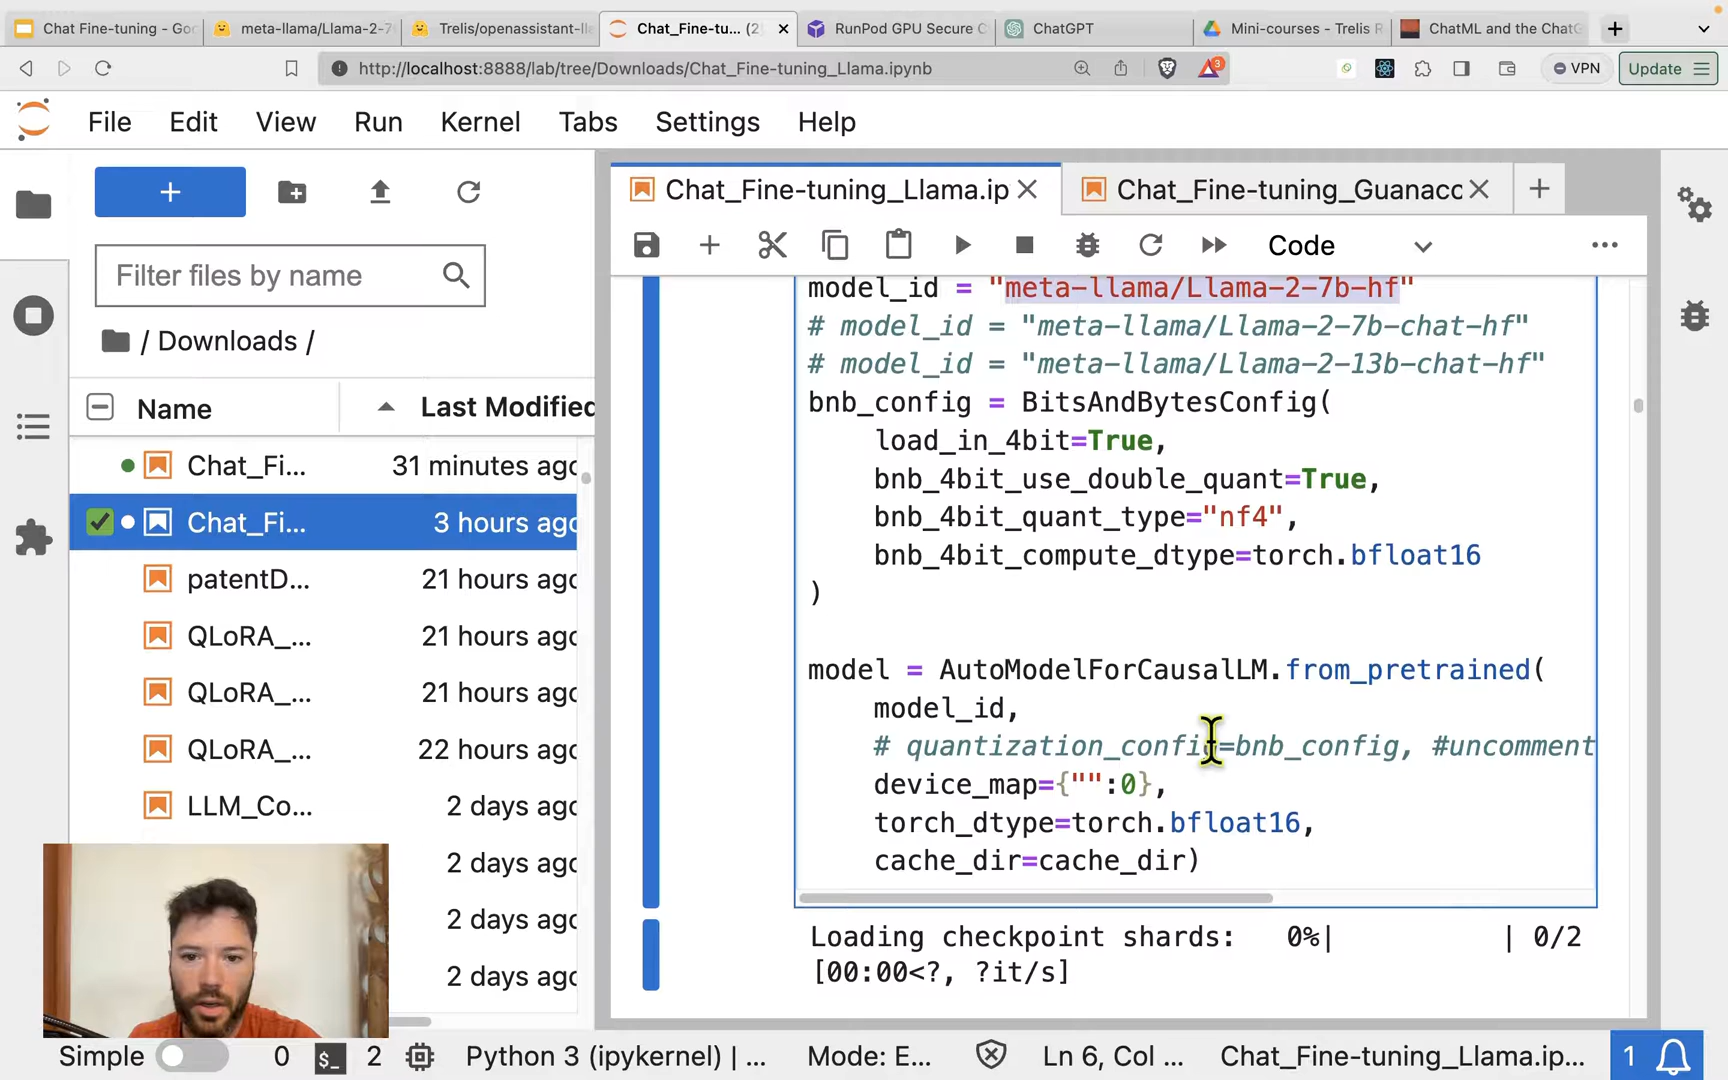 Chat Fine-tuning - Goo
meta-llama/Llama-2-7
Trelis/openassistant-ll
Chat_Fine-tu... (2)
RunPod GPU Secure C
ChatGPT
Mini-courses - Trelis R
ChatML and the ChatG
http://localhost:8888/lab/tree/Downloads/Chat_Fine-tuning_Llama.ipynb
3
VPN
Update
File Edit View Run Kernel Tabs Settings Help
Chat_Fine-tuning_Llama.ip
Chat_Fine-tuning_Guanaco
Code
Filter files by name
/ Downloads /
Name
Last Modified
Chat_Fi... 31 minutes ago
Chat_Fi... 3 hours ago
patentD... 21 hours ago
QLoRA_... 21 hours ago
QLoRA_... 21 hours ago
QLoRA_... 22 hours ago
LLM_Co... 2 days ago
2 days ago
2 days ago
2 days ago
model_id = "meta-llama/Llama-2-7b-hf"
# model_id = "meta-llama/Llama-2-7b-chat-hf"
# model_id = "meta-llama/Llama-2-13b-chat-hf"
bnb_config = BitsAndBytesConfig(
load_in_4bit=True,
bnb_4bit_use_double_quant=True,
bnb_4bit_quant_type="nf4",
bnb_4bit_compute_dtype=torch.bfloat16
)
model = AutoModelForCausalLM.from_pretrained(
model_id,
# quantization_config=bnb_config, #uncomment
device_map={"":0},
torch_dtype=torch.bfloat16,
cache_dir=cache_dir)
Loading checkpoint shards: 0%| | 0/2
[00:00<?, ?it/s]
Simple 0 $_ 2 Python 3 (ipykernel) | ... Mode: E... Ln 6, Col ... Chat_Fine-tuning_Llama.ip... 1